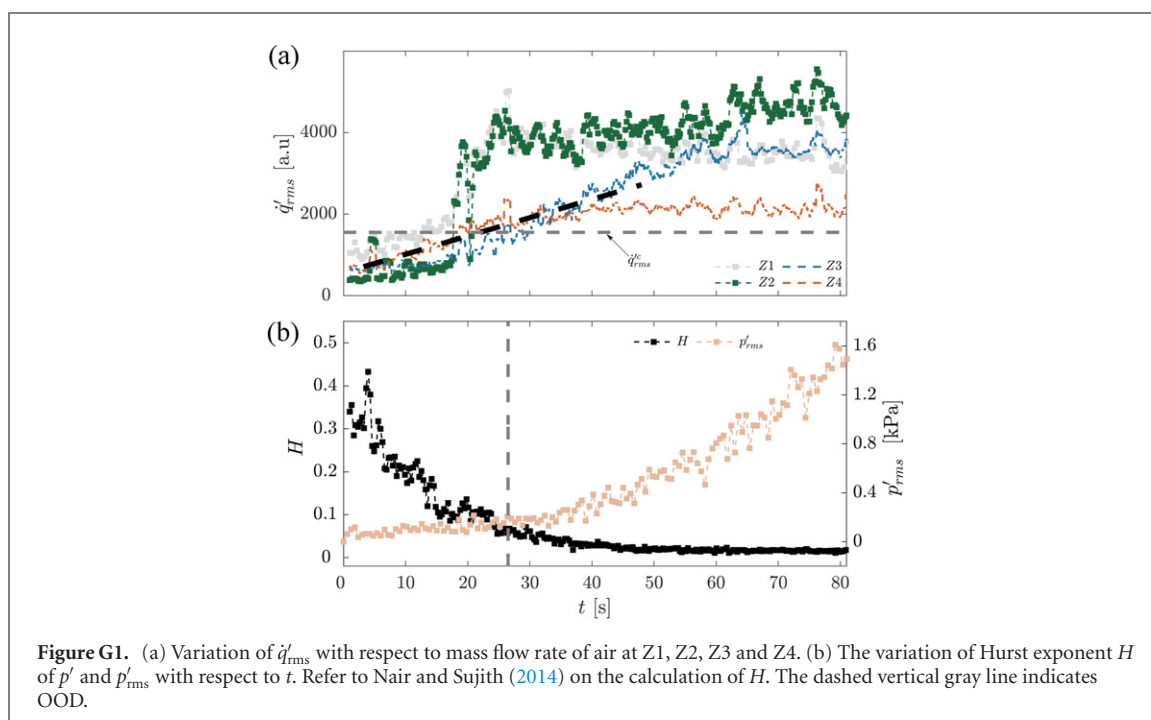 (a)
4000
2000
0
q̇′rms [a.u]
q̇′ᶜrms
Z1 Z3
Z2 Z4
(b)
0.5
0.4
0.3
0.2
0.1
0
H
H p′rms
1.6
1.2
0.8
0.4
0
p′rms [kPa]
0 10 20 30 40 50 60 70 80
t [s]
Figure G1. (a) Variation of q̇′rms with respect to mass flow rate of air at Z1, Z2, Z3 and Z4. (b) The variation of Hurst exponent H
of p′ and p′rms with respect to t. Refer to Nair and Sujith (2014) on the calculation of H. The dashed vertical gray line indicates
OOD.